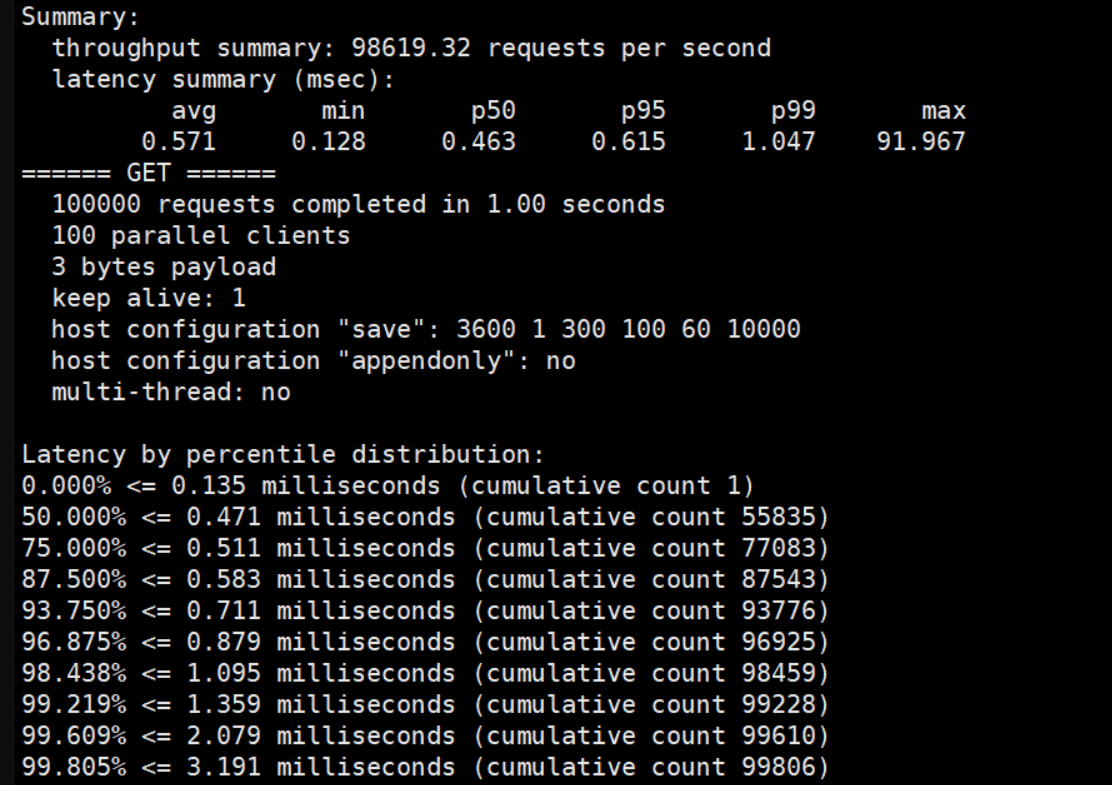 Summary:
  throughput summary: 98619.32 requests per second
  latency summary (msec):
          avg       min       p50       p95       p99       max
        0.571     0.128     0.463     0.615     1.047    91.967
====== GET ======
  100000 requests completed in 1.00 seconds
  100 parallel clients
  3 bytes payload
  keep alive: 1
  host configuration "save": 3600 1 300 100 60 10000
  host configuration "appendonly": no
  multi-thread: no

Latency by percentile distribution:
0.000% <= 0.135 milliseconds (cumulative count 1)
50.000% <= 0.471 milliseconds (cumulative count 55835)
75.000% <= 0.511 milliseconds (cumulative count 77083)
87.500% <= 0.583 milliseconds (cumulative count 87543)
93.750% <= 0.711 milliseconds (cumulative count 93776)
96.875% <= 0.879 milliseconds (cumulative count 96925)
98.438% <= 1.095 milliseconds (cumulative count 98459)
99.219% <= 1.359 milliseconds (cumulative count 99228)
99.609% <= 2.079 milliseconds (cumulative count 99610)
99.805% <= 3.191 milliseconds (cumulative count 99806)